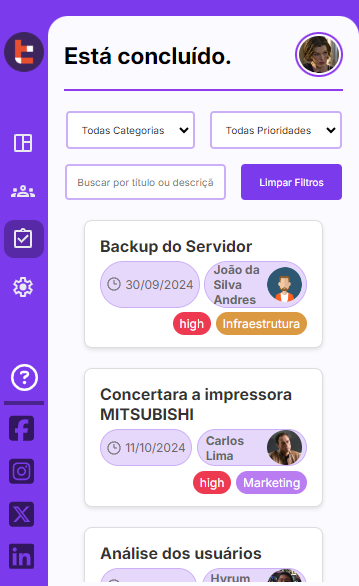 Está concluído.
Todas Categorias
Todas Prioridades
Buscar por título ou descriçã
Limpar Filtros
Backup do Servidor
30/09/2024
João da
Silva
Andres
high
Infraestrutura
Concertara a impressora
MITSUBISHI
11/10/2024
Carlos
Lima
high
Marketing
Análise dos usuários
Hyrum